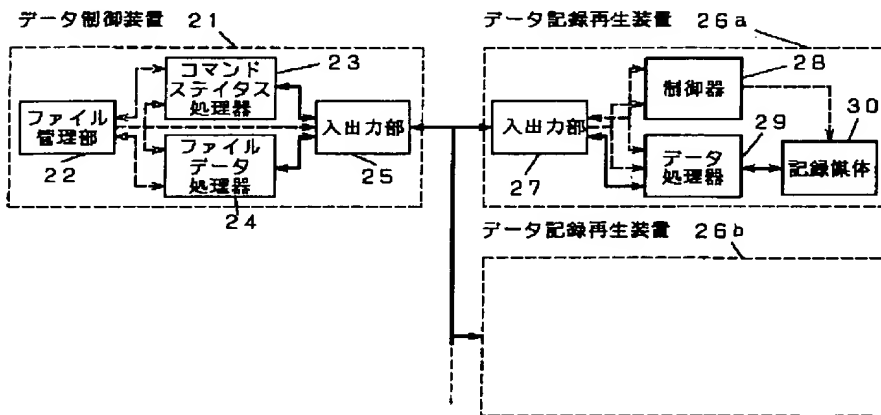 データ制御装置 21
データ記録再生装置 26a
コマンド
ステイタス
処理器
23
ファイル
管理部
22
ファイル
データ
処理器
24
入出力部
25
入出力部
27
制御器
28
データ
処理器
29
記録媒体
30
データ記録再生装置 26b